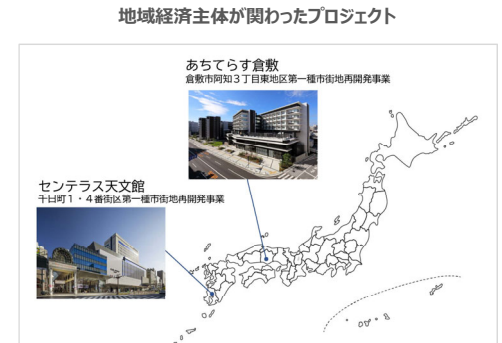 地域経済主体が関わったプロジェクト
あちてらす倉敷
倉敷市阿知３丁目東地区第一種市街地再開発事業
センテラス天文館
千日町１・４番街区第一種市街地再開発事業